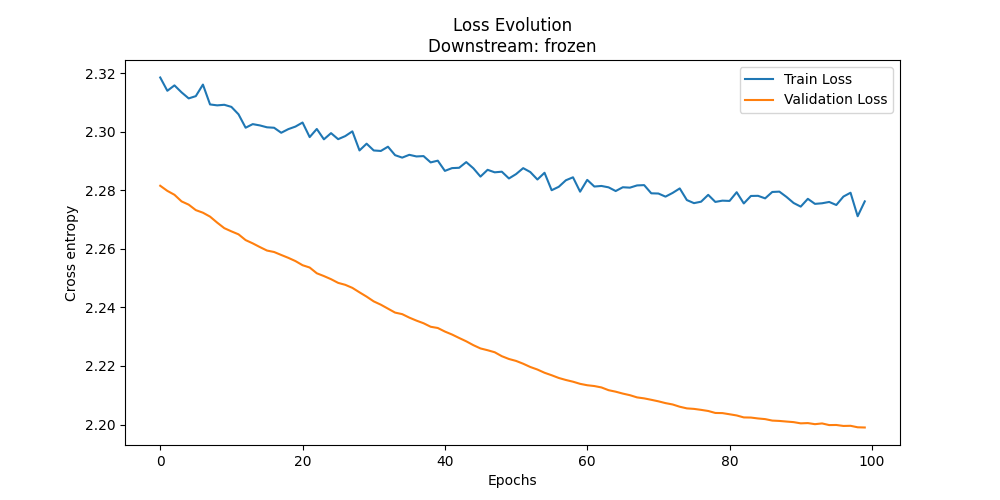 Loss Evolution
Downstream: frozen
2.32
2.30
2.28
2.26
2.24
2.22
2.20
Cross entropy
0
20
40
60
80
100
Epochs
Train Loss
Validation Loss